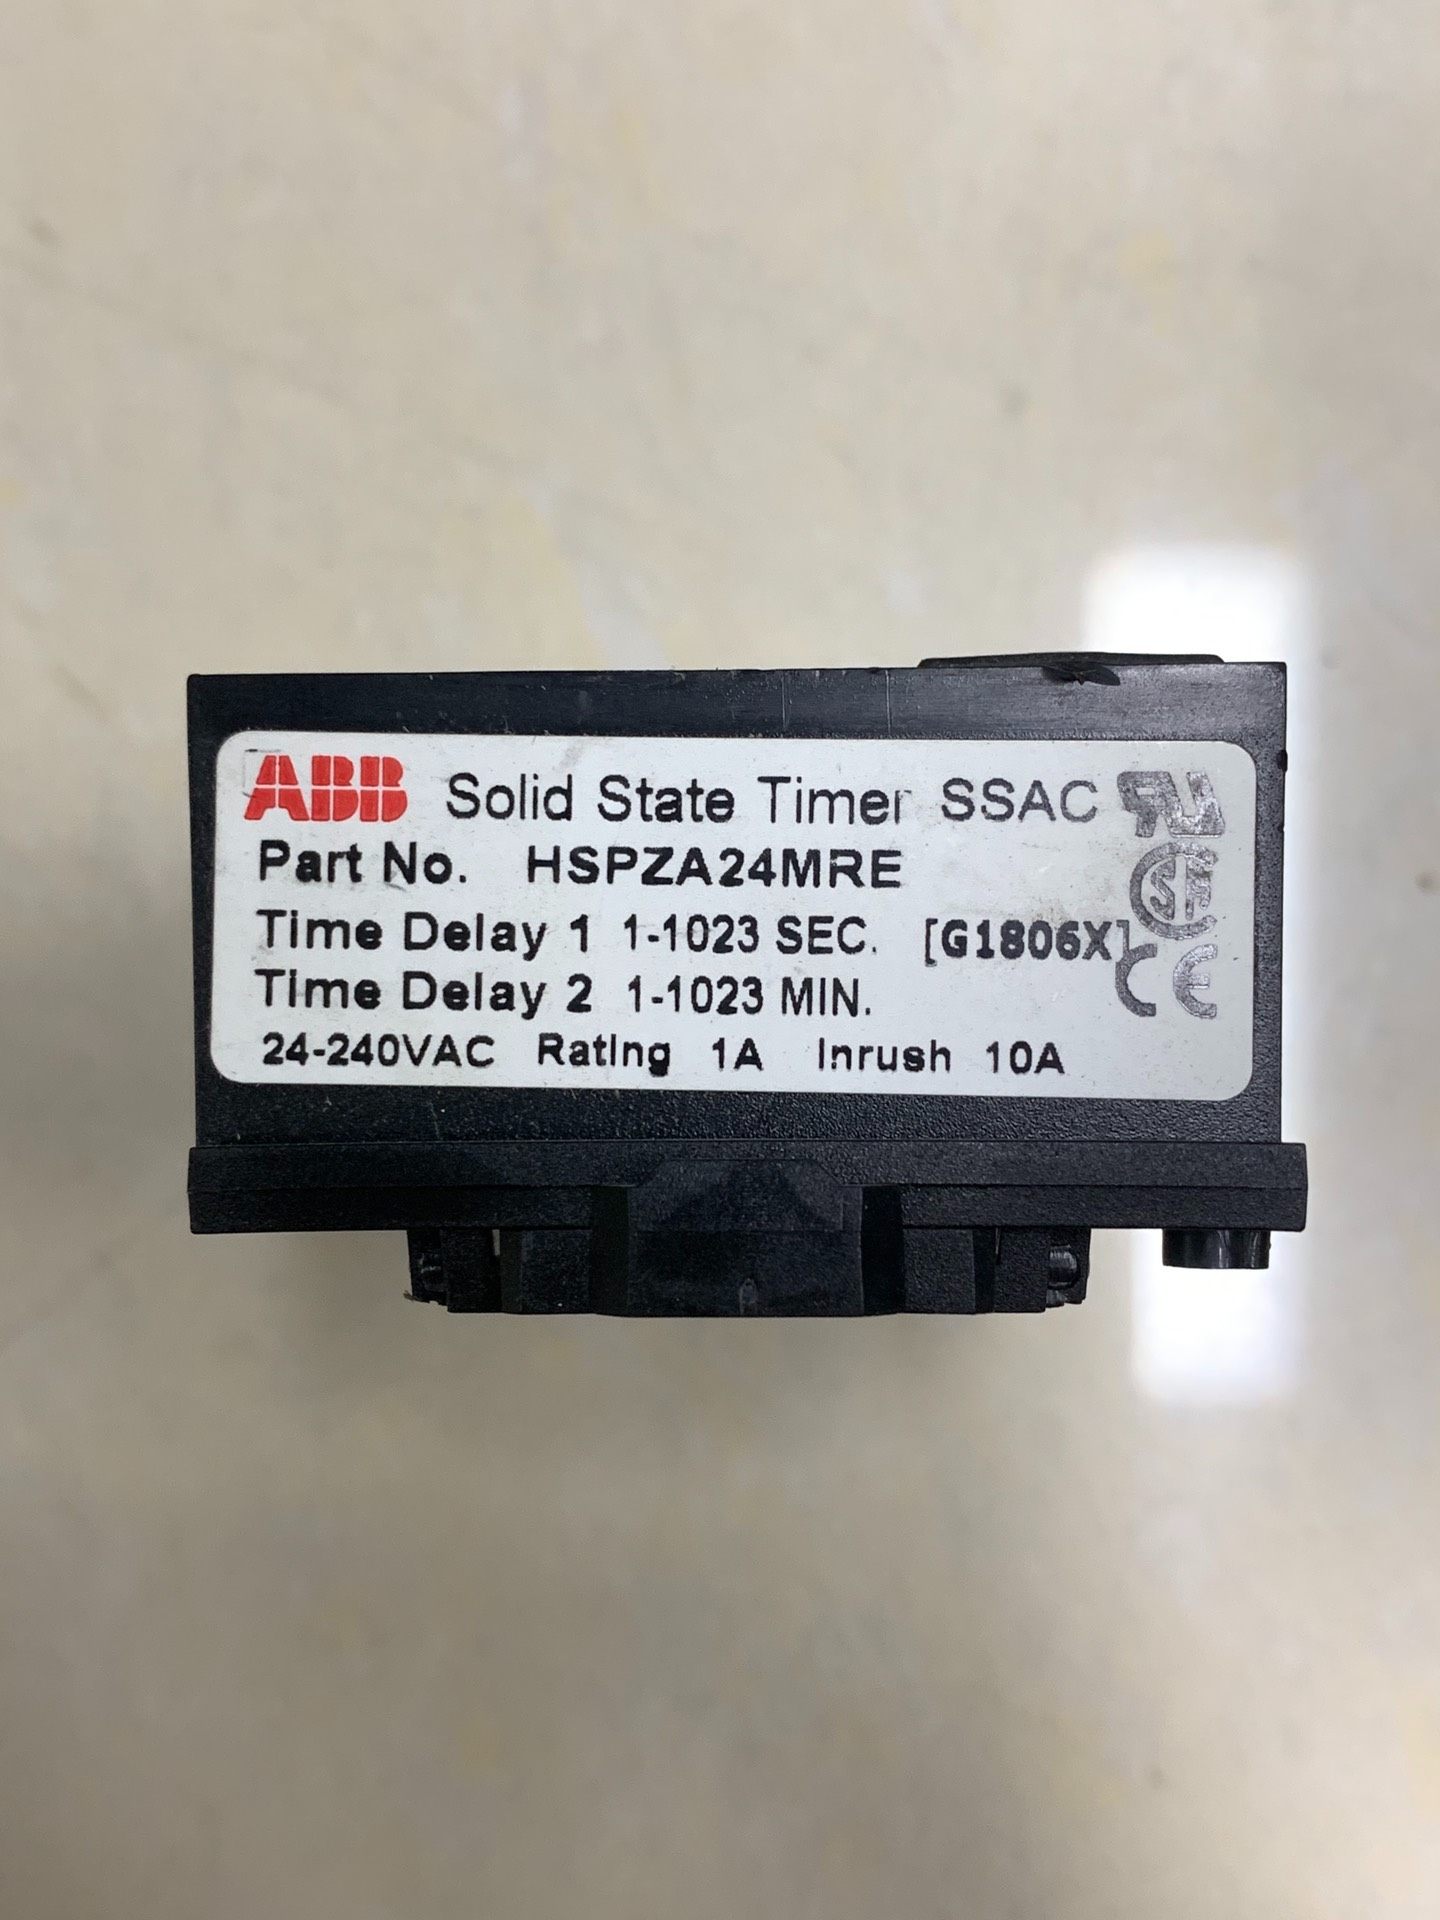 ABB Solid State Timer SSAC
Part No. HSPZA24MRE
Time Delay 1 1-1023 SEC. [G1806X]
Time Delay 2 1-1023 MIN.
24-240VAC Rating 1A Inrush 10A